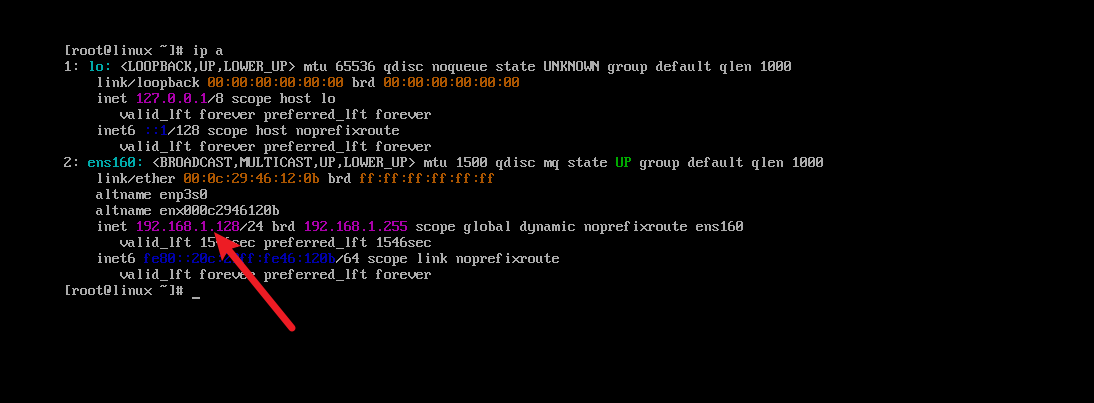 [root@linux ~]# ip a
1: lo: <LOOPBACK,UP,LOWER_UP> mtu 65536 qdisc noqueue state UNKNOWN group default qlen 1000
link/loopback 00:00:00:00:00:00 brd 00:00:00:00:00:00
inet 127.0.0.1/8 scope host lo
valid_lft forever preferred_lft forever
inet6 ::1/128 scope host noprefixroute
valid_lft forever preferred_lft forever
2: ens160: <BROADCAST,MULTICAST,UP,LOWER_UP> mtu 1500 qdisc mq state UP group default qlen 1000
link/ether 00:0c:29:46:12:0b brd ff:ff:ff:ff:ff:ff
altname enp3s0
altname enx000c2946120b
inet 192.168.1.128/24 brd 192.168.1.255 scope global dynamic noprefixroute ens160
valid_lft 1546sec preferred_lft 1546sec
inet6 fe80::20c:29ff:fe46:120b/64 scope link noprefixroute
valid_lft forever preferred_lft forever
[root@linux ~]# _